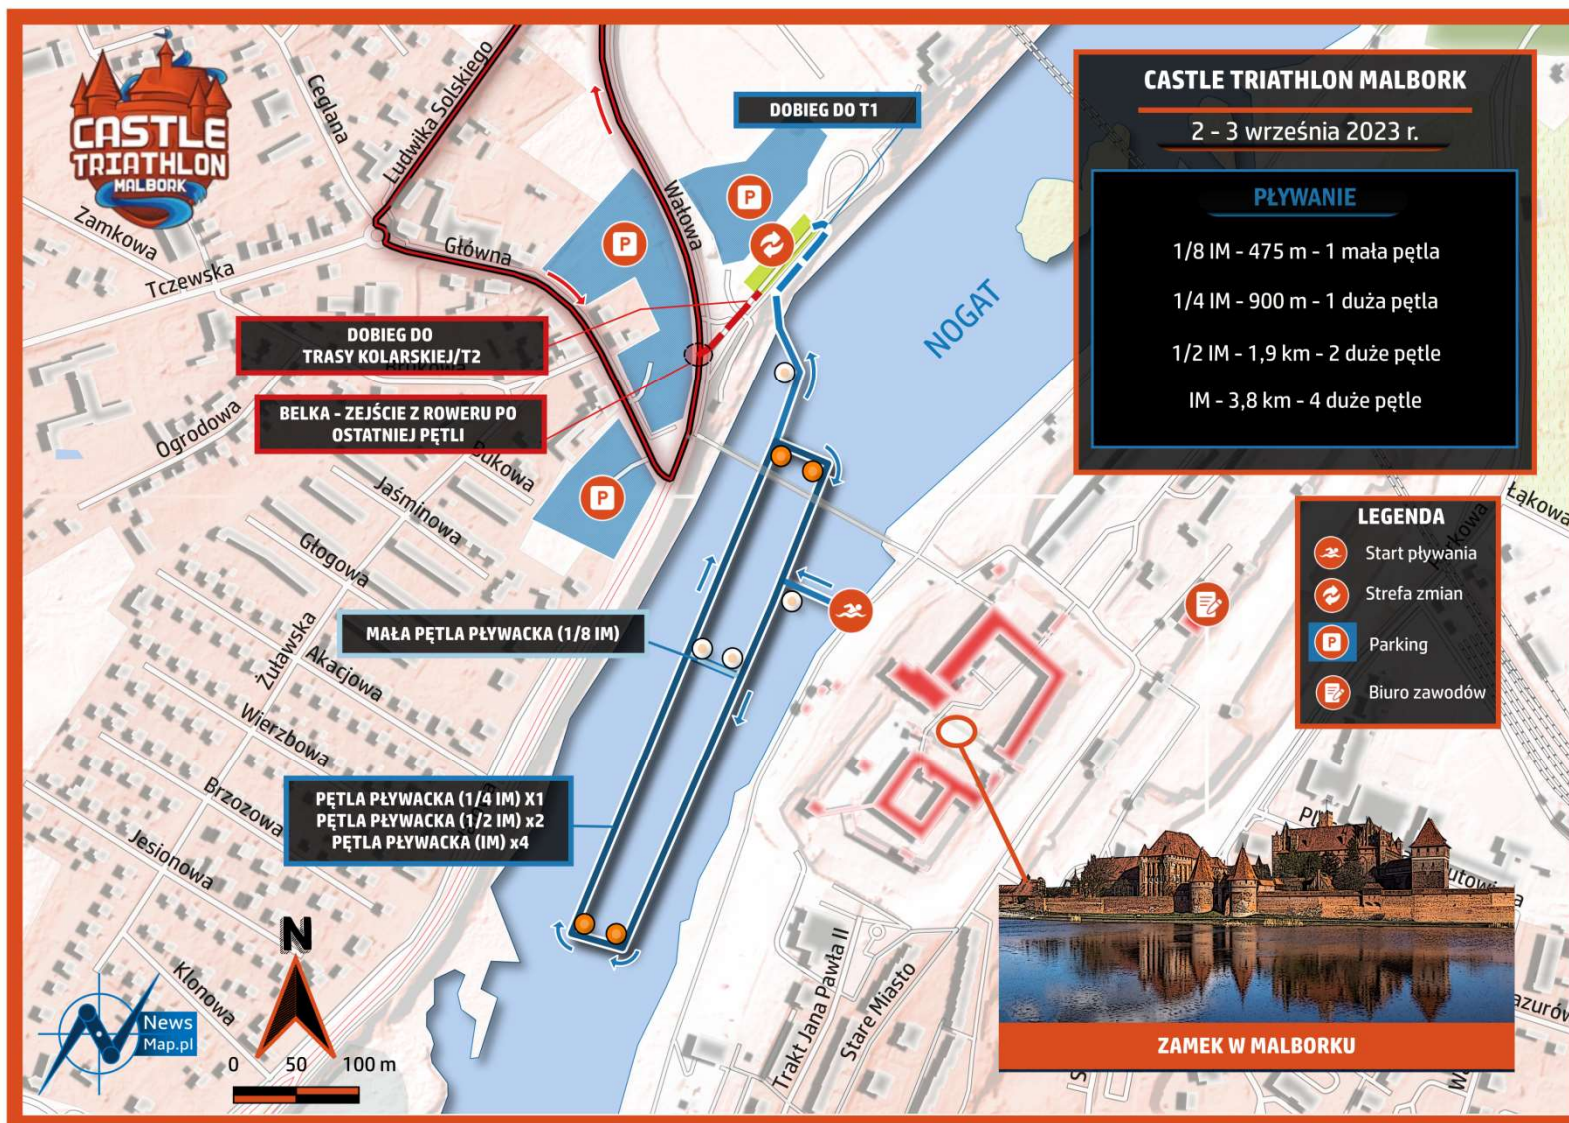 CASTLE
TRIATHLON
MALBORK
Ceglana
Ludwika Solskiego
Zamkowa
Tczewska
Główna
Wałowa
DOBIEG DO T1
P
P
P
DOBIEG DO
TRASY KOLARSKIEJ/T2
BELKA - ZEJŚCIE Z ROWERU PO
OSTATNIEJ PĘTLI
Ogrodowa
Bukowa
Jaśminowa
Głogowa
Żuławska
Akacjowa
Wierzbowa
Brzozowa
Jesionowa
Klonowa
NOGAT
MAŁA PĘTLA PŁYWACKA (1/8 IM)
PĘTLA PŁYWACKA (1/4 IM) X1
PĘTLA PŁYWACKA (1/2 IM) x2
PĘTLA PŁYWACKA (IM) x4
CASTLE TRIATHLON MALBORK
2 - 3 września 2023 r.
PŁYWANIE
1/8 IM - 475 m - 1 mała pętla
1/4 IM - 900 m - 1 duża pętla
1/2 IM - 1,9 km - 2 duże pętle
IM - 3,8 km - 4 duże pętle
Łąkowa
LEGENDA
Start pływania
Strefa zmian
P Parking
Biuro zawodów
Trakt Jana Pawła II
Stare Miasto
ZAMEK W MALBORKU
N
News
Map.pl
0 50 100 m